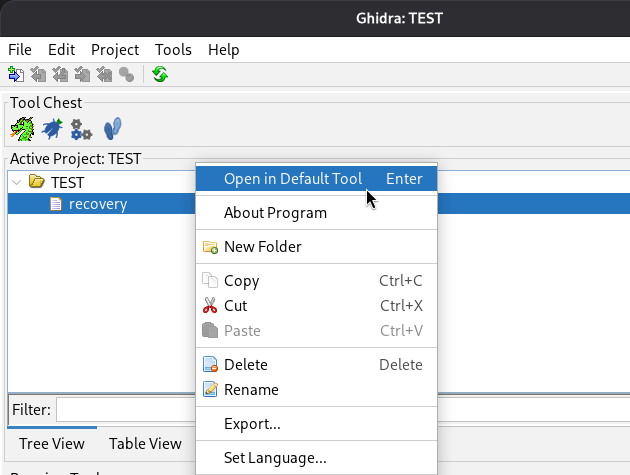 Ghidra: TEST
File Edit Project Tools Help
Tool Chest
Active Project: TEST
TEST
recovery
Open in Default Tool Enter
About Program
New Folder
Copy Ctrl+C
Cut Ctrl+X
Paste Ctrl+V
Delete Delete
Rename
Export...
Set Language...
Filter:
Tree View Table View